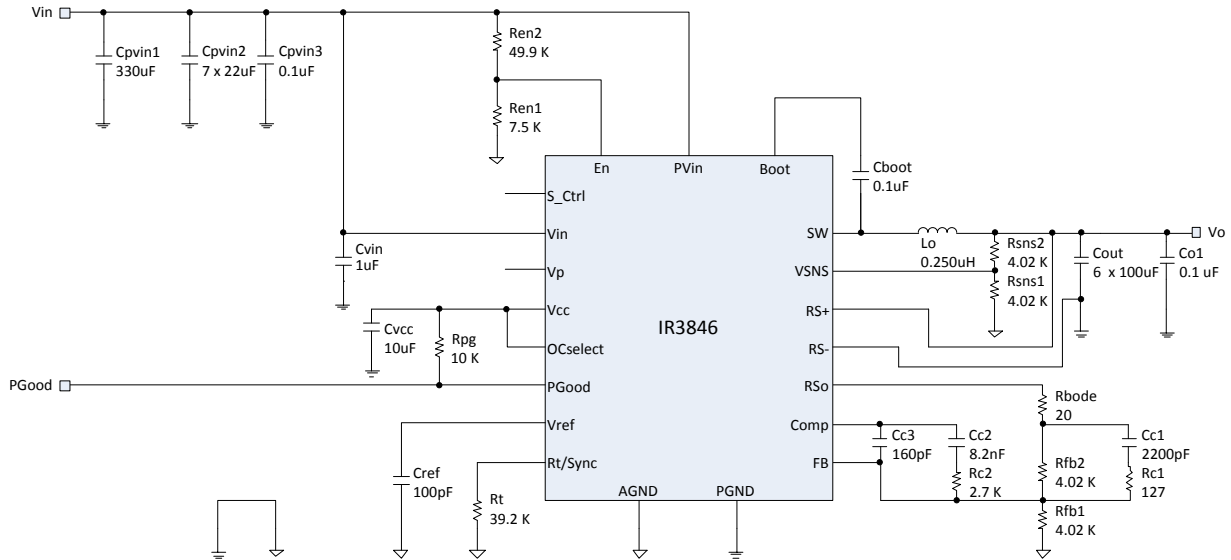 Vin
Cpvin1
330uF
Cpvin2
7 x 22uF
Cpvin3
0.1uF
Ren2
49.9 K
Ren1
7.5 K
En
PVin
Boot
Cboot
0.1uF
S_Ctrl
Vin
Cvin
1uF
Vp
Vcc
Cvcc
10uF
Rpg
10 K
OCselect
PGood
PGood
Vref
Cref
100pF
Rt/Sync
Rt
39.2 K
IR3846
AGND
PGND
SW
VSNS
RS+
RS-
RSo
Comp
FB
Lo
0.250uH
Rsns2
4.02 K
Rsns1
4.02 K
Cout
6 x 100uF
Co1
0.1 uF
Vo
Rbode
20
Cc3
160pF
Cc2
8.2nF
Rc2
2.7 K
Rfb2
4.02 K
Cc1
2200pF
Rc1
127
Rfb1
4.02 K